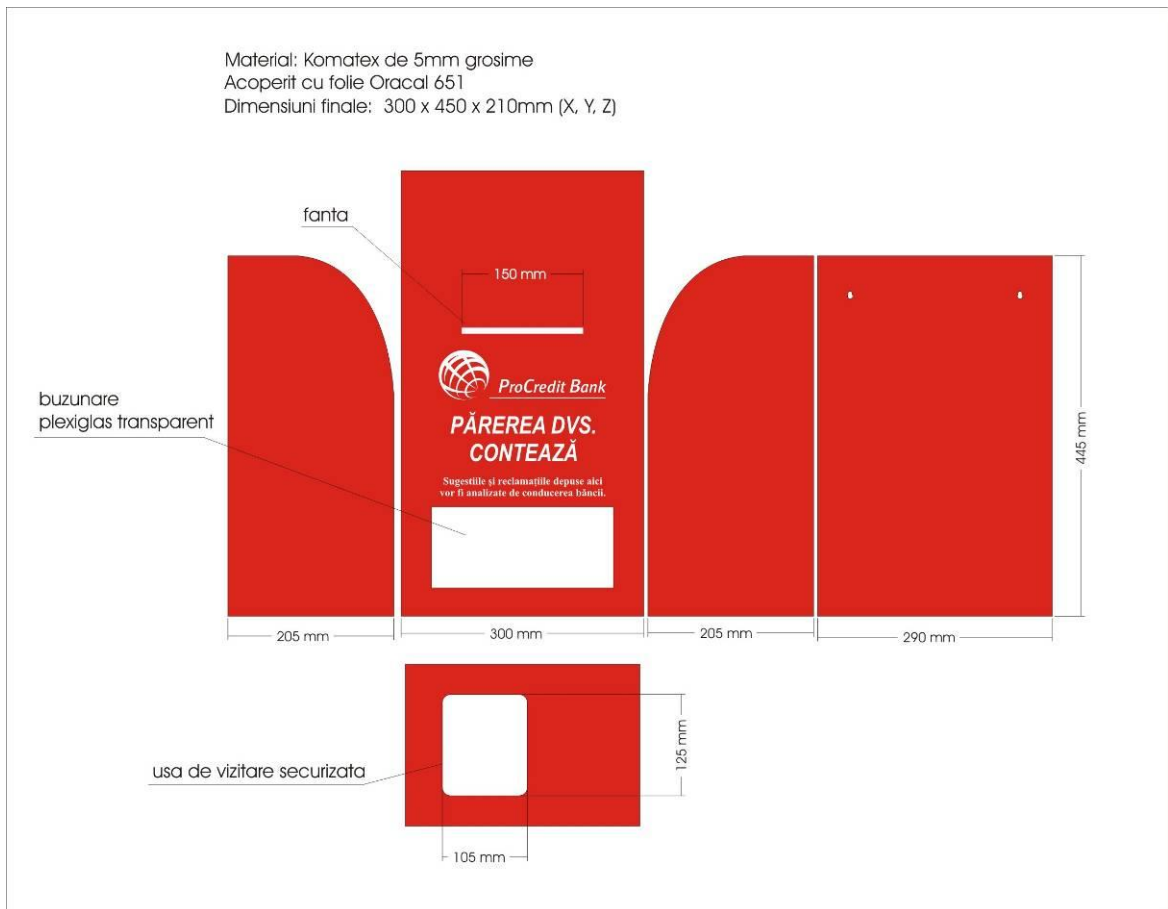 Material: Komatex de 5mm grosime
Acoperit cu folie Oracal 651
Dimensiuni finale: 300 x 450 x 210mm (X, Y, Z)
fanta
150 mm
ProCredit Bank
buzunare
plexiglas transparent
PĂREREA DVS.
CONTEAZĂ
Sugestiile și reclamațiile depuse aici
vor fi analizate de conducerea băncii.
445 mm
205 mm
300 mm
205 mm
290 mm
125 mm
usa de vizitare securizata
105 mm